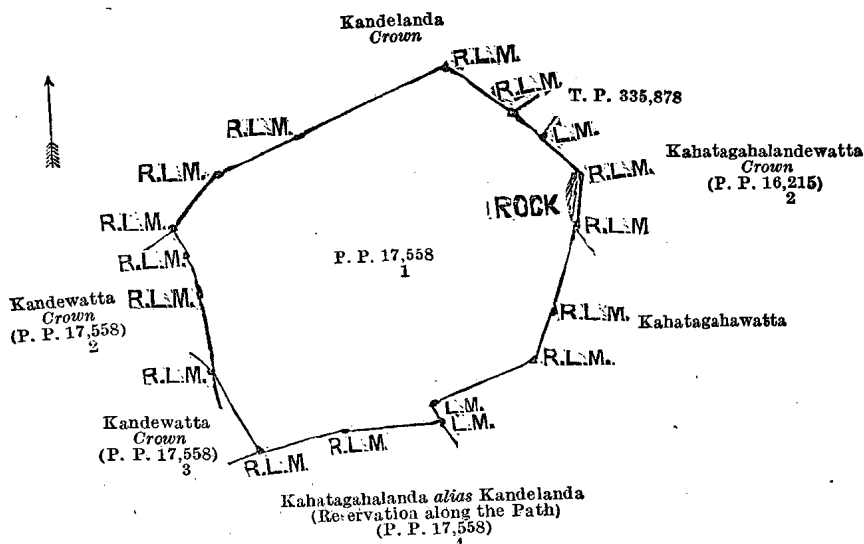 Kandelanda
Crown
R.L.M.
R.L.M.
T. P. 335,878
R.L.M.
L.M.
Kahatagahalandewatta
Crown
(P. P. 16,215)
2
R.L.M.
R.L.M.
ROCK
R.L.M.
R.L.M
R.L.M.
P. P. 17,558
1
Kandewatta
Crown
(P. P. 17,558)
2
R.L.M.
R.L.M.
Kahatagahawatta
R.L.M.
R.L.M.
L.M.
L.M.
Kandewatta
Crown
(P. P. 17,558)
3
R.L.M
R.L.M.
Kahatagahalanda alias Kandelanda
(Reservation along the Path)
(P. P. 17,558)
4